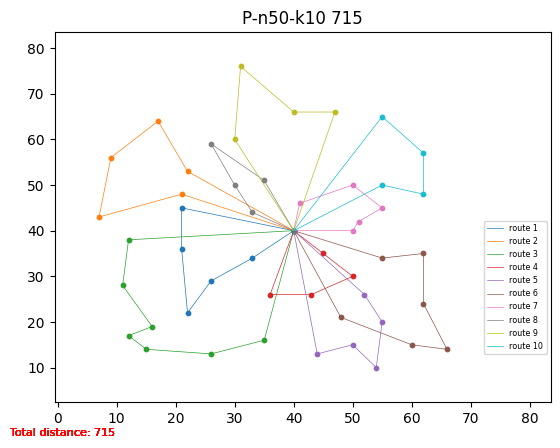 P-n50-k10 715
80
70
60
50
40
30
20
10
0 10 20 30 40 50 60 70 80
route 1
route 2
route 3
route 4
route 5
route 6
route 7
route 8
route 9
route 10
Total distance: 715